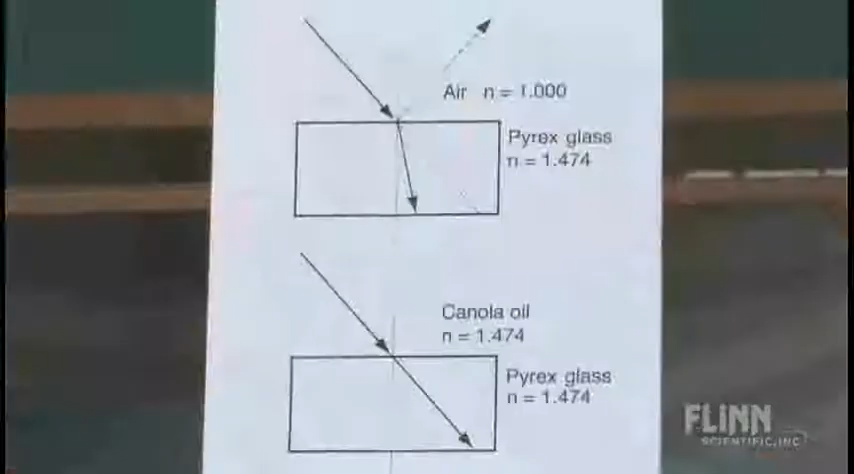 Air n = 1.000
Pyrex glass
n = 1.474
Canola oil
n = 1.474
Pyrex glass
n = 1.474
FLINN
SCIENTIFIC, INC.